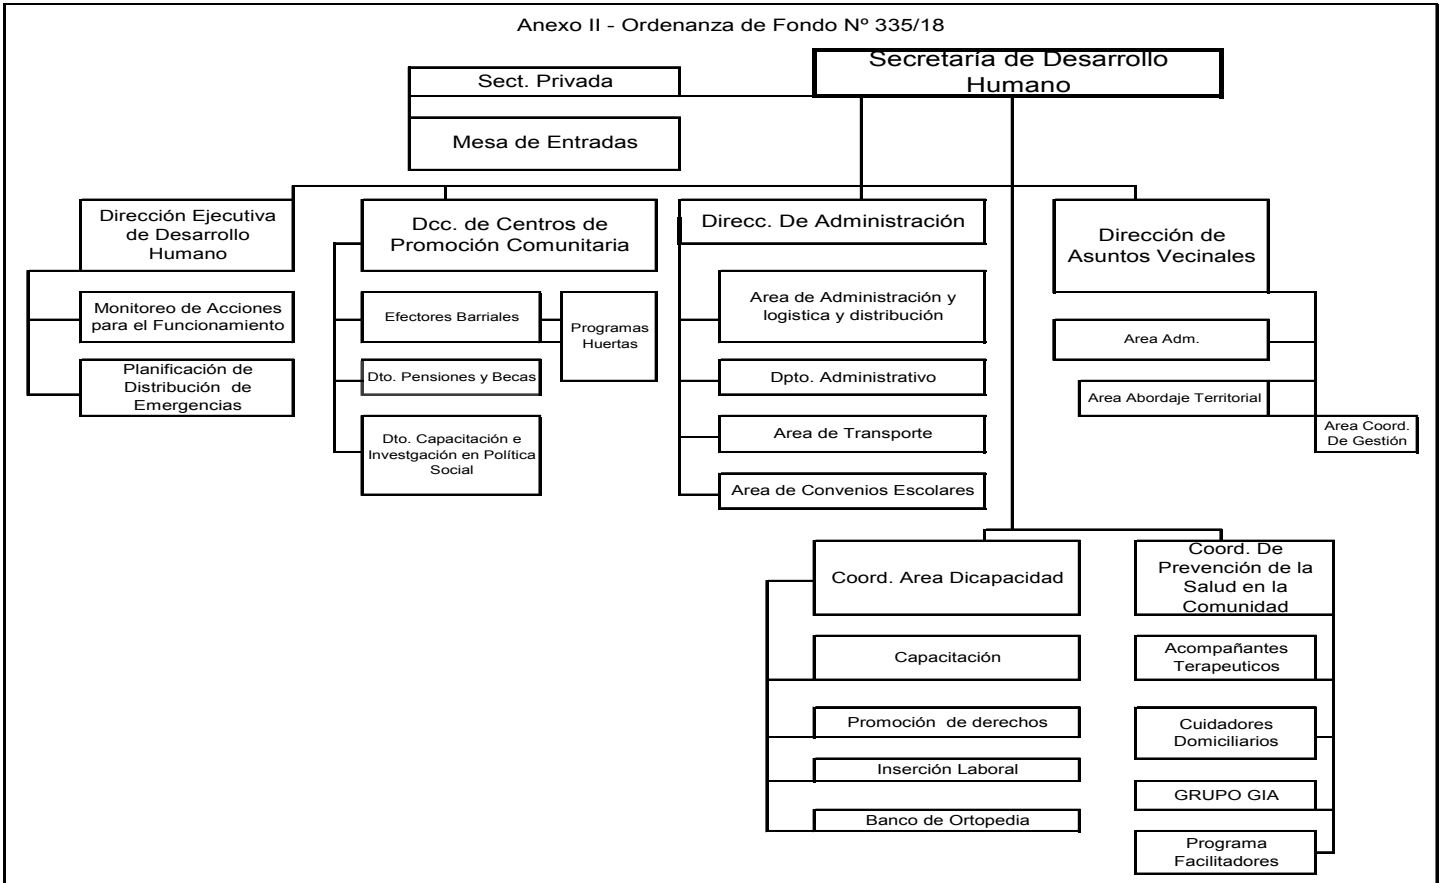 Anexo II - Ordenanza de Fondo Nº 335/18
Secretaría de Desarrollo
Humano
Sect. Privada
Mesa de Entradas
Dirección Ejecutiva
de Desarrollo
Humano
Monitoreo de Acciones
para el Funcionamiento
Planificación de
Distribución de
Emergencias
Dcc. de Centros de
Promoción Comunitaria
Efectores Barriales
Programas
Huertas
Dto. Pensiones y Becas
Dto. Capacitación e
Investgación en Política
Social
Direcc. De Administración
Area de Administración y
logistica y distribución
Dpto. Administrativo
Area de Transporte
Area de Convenios Escolares
Dirección de
Asuntos Vecinales
Area Adm.
Area Abordaje Territorial
Area Coord.
De Gestión
Coord. Area Dicapacidad
Capacitación
Promoción de derechos
Inserción Laboral
Banco de Ortopedia
Coord. De
Prevención de la
Salud en la
Comunidad
Acompañantes
Terapeuticos
Cuidadores
Domiciliarios
GRUPO GIA
Programa
Facilitadores